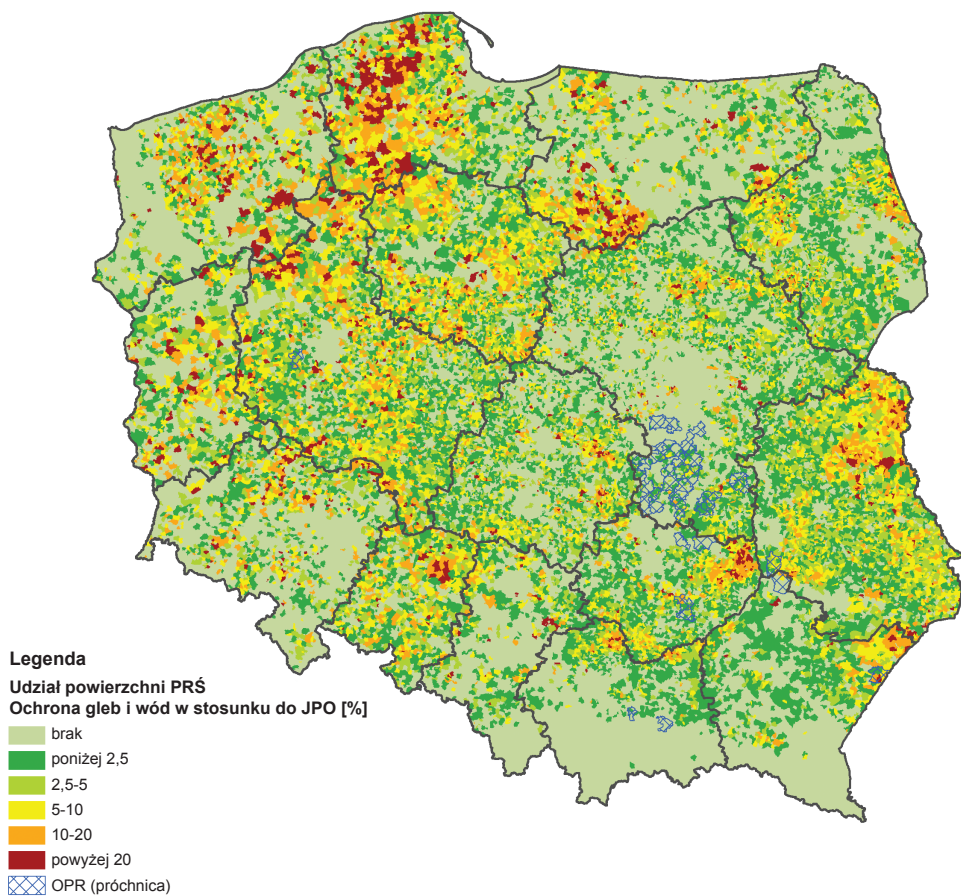 Legenda
Udział powierzchni PRŚ
Ochrona gleb i wód w stosunku do JPO [%]
brak
poniżej 2,5
2,5-5
5-10
10-20
powyżej 20
OPR (próchnica)